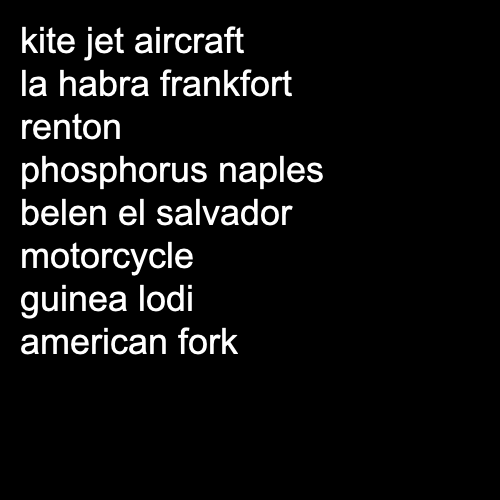 kite jet aircraft
la habra frankfort
renton
phosphorus naples
belen el salvador
motorcycle
guinea lodi
american fork